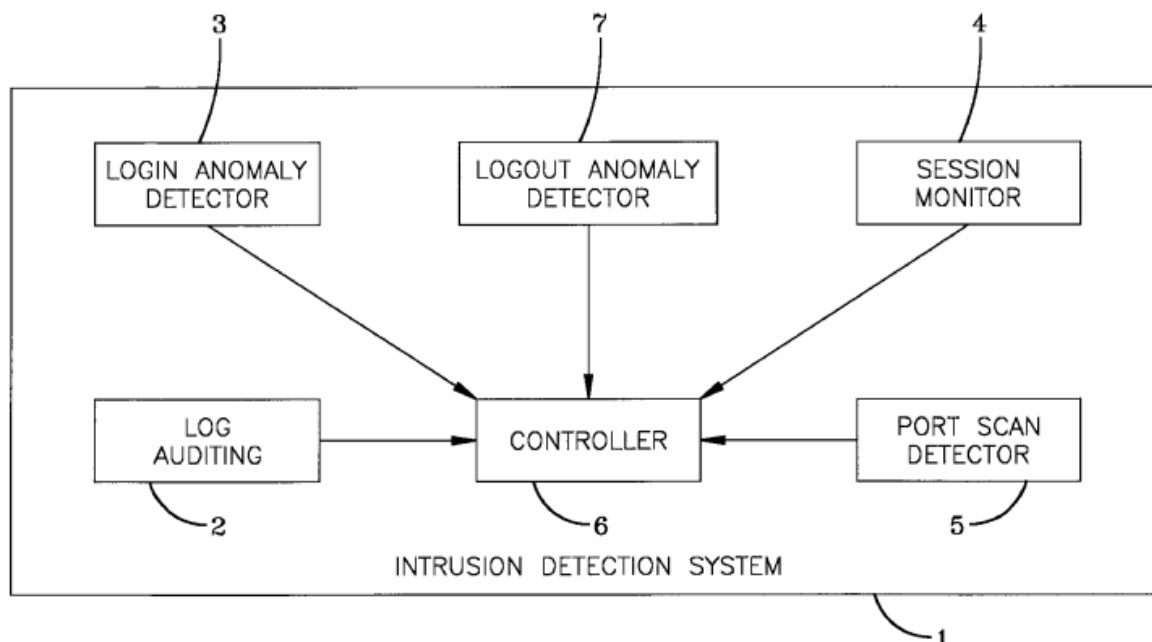 3
7
4
LOGIN ANOMALY
DETECTOR
LOGOUT ANOMALY
DETECTOR
SESSION
MONITOR
LOG
AUDITING
CONTROLLER
PORT SCAN
DETECTOR
2
6
5
INTRUSION DETECTION SYSTEM
1